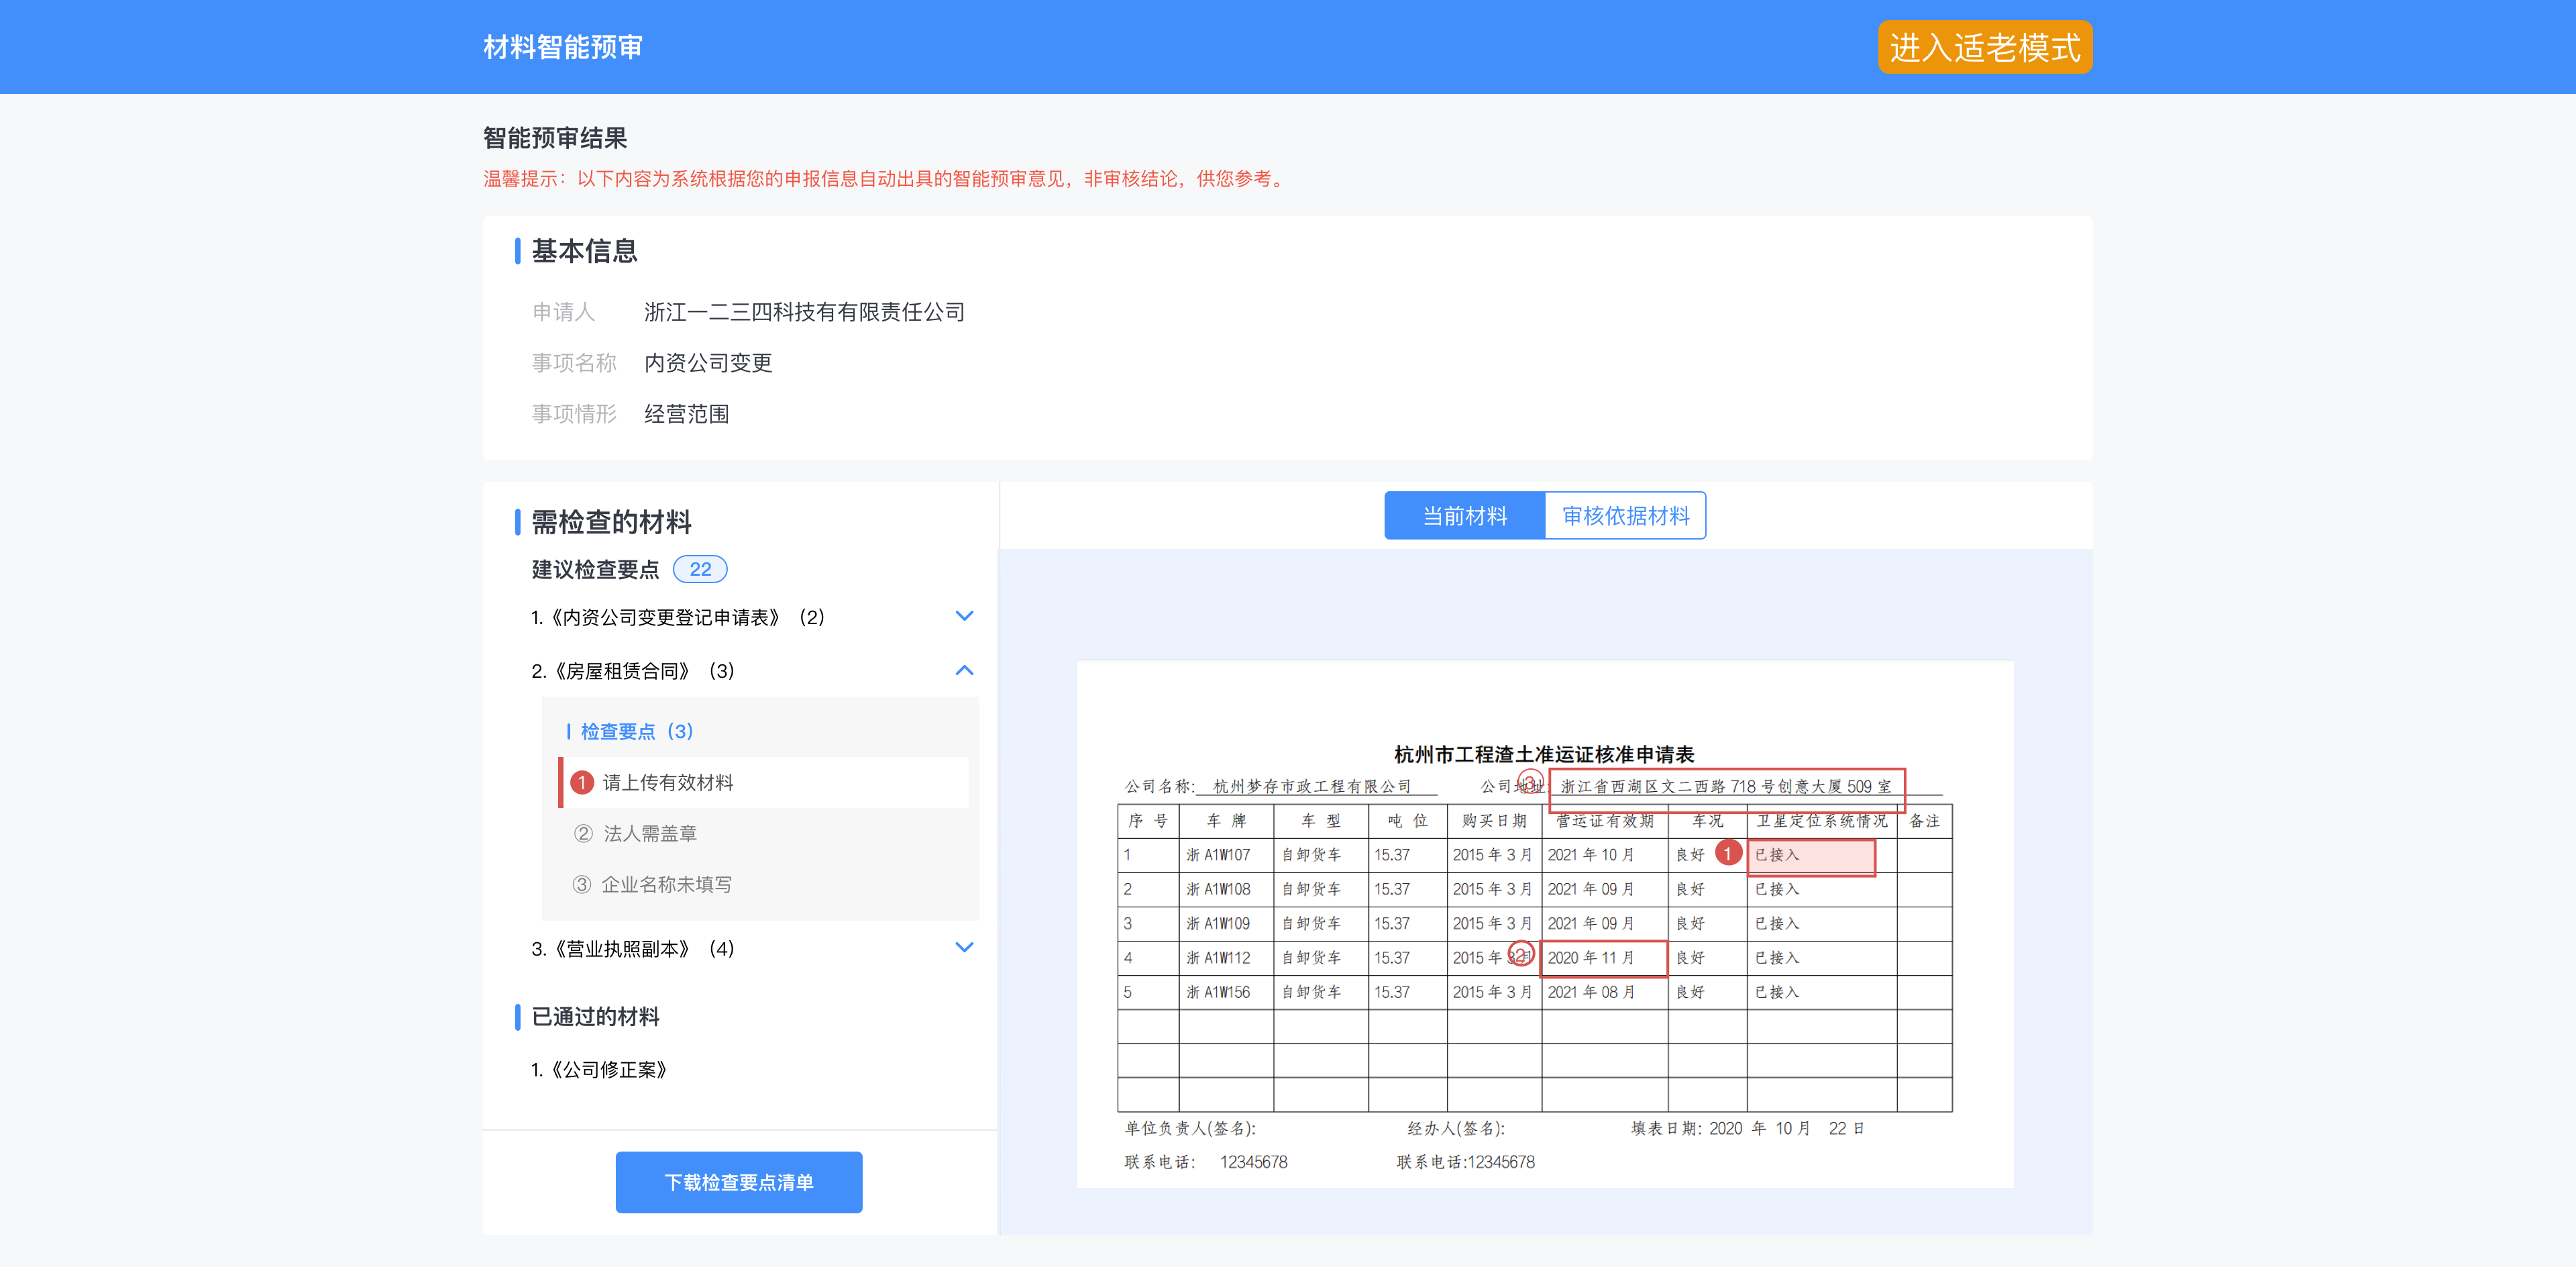 材料智能预审
进入适老模式
智能预审结果
温馨提示：以下内容为系统根据您的申报信息自动出具的智能预审意见，非审核结论，供您参考。
基本信息
申请人 浙江一二三四科技有有限责任公司
事项名称 内资公司变更
事项情形 经营范围
需检查的材料
建议检查要点 22
1.《内资公司变更登记申请表》（2）
2.《房屋租赁合同》（3）
检查要点（3）
1 请上传有效材料
② 法人需盖章
③ 企业名称未填写
3.《营业执照副本》（4）
已通过的材料
1.《公司修正案》
下载检查要点清单
当前材料 审核依据材料
杭州市工程渣土准运证核准申请表
公司名称: 杭州梦存市政工程有限公司 公司地址: ③ 浙江省西湖区文二西路 718 号创意大厦 509 室
序 号 车 牌 车 型 吨 位 购买日期 营运证有效期 车况 卫星定位系统情况 备注
1 浙 A1W107 自卸货车 15.37 2015 年 3 月 2021 年 10 月 良好 1 已接入
2 浙 A1W108 自卸货车 15.37 2015 年 3 月 2021 年 09 月 良好 已接入
3 浙 A1W109 自卸货车 15.37 2015 年 3 月 2021 年 09 月 良好 已接入
4 浙 A1W112 自卸货车 15.37 2015 年 3 月 ② 2020 年 11 月 良好 已接入
5 浙 A1W156 自卸货车 15.37 2015 年 3 月 2021 年 08 月 良好 已接入
单位负责人(签名): 经办人(签名): 填表日期: 2020 年 10 月 22 日
联系电话: 12345678 联系电话:12345678